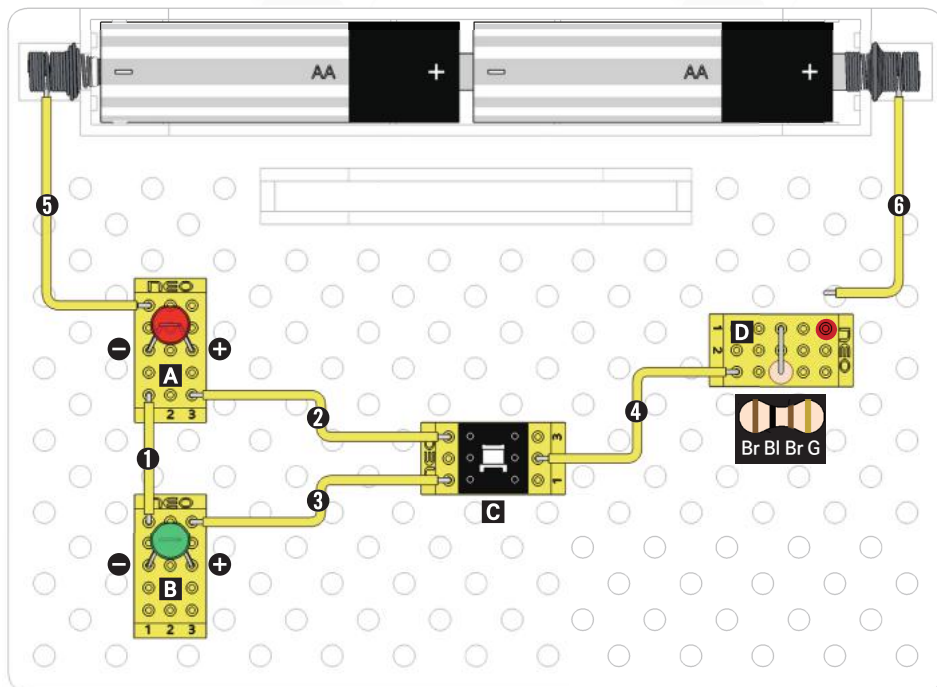 − AA + − AA +
5
6
neo
− A +
2 3
2
1 D
2
neo
4
1
neo 3
1
3
C
Br Bl Br G
neo
− B +
1 2 3